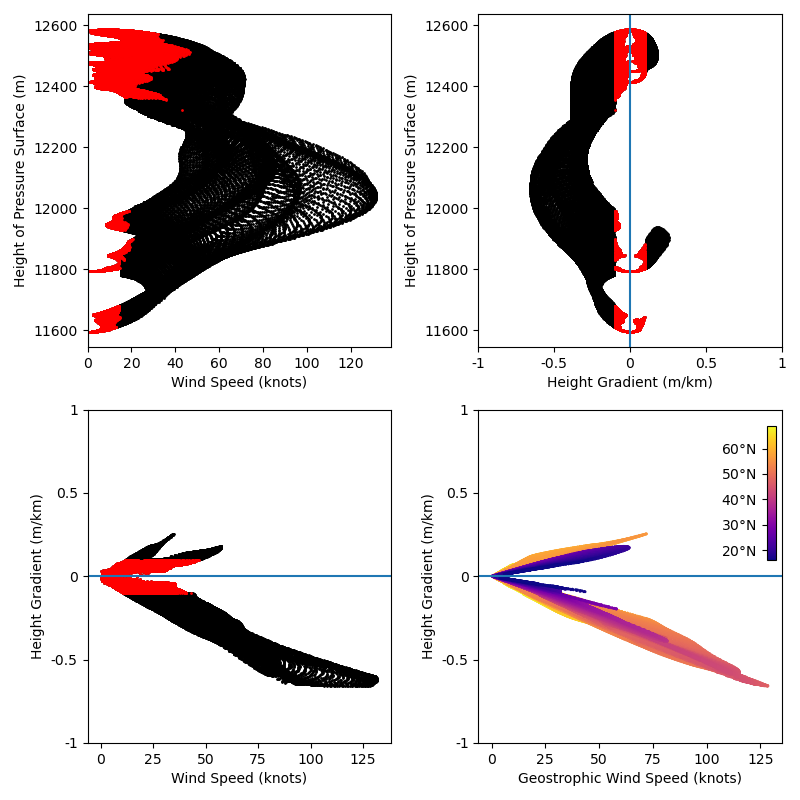 12600
12400
12200
12000
11800
11600
Height of Pressure Surface (m)
0 20 40 60 80 100 120
Wind Speed (knots)
12600
12400
12200
12000
11800
11600
Height of Pressure Surface (m)
-1 -0.5 0 0.5 1
Height Gradient (m/km)
1
0.5
0
-0.5
-1
Height Gradient (m/km)
0 25 50 75 100 125
Wind Speed (knots)
1
0.5
0
-0.5
-1
Height Gradient (m/km)
60°N
50°N
40°N
30°N
20°N
0 25 50 75 100 125
Geostrophic Wind Speed (knots)